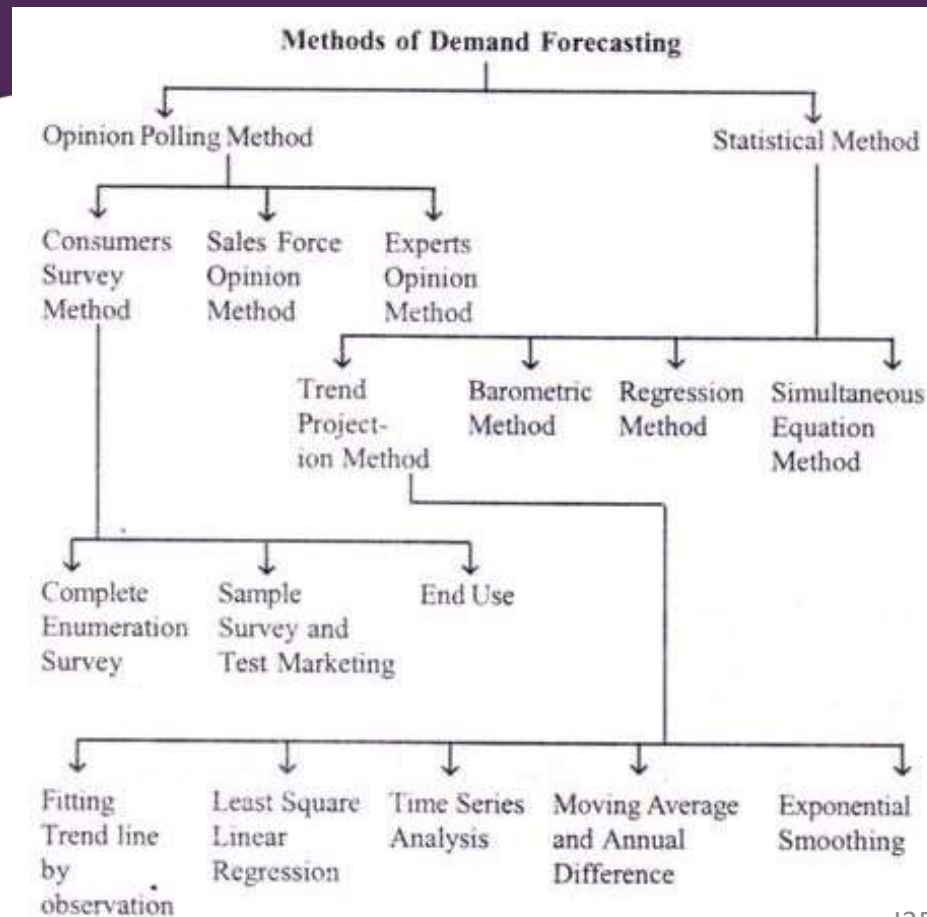 Methods of Demand Forecasting
Opinion Polling Method
Statistical Method
Consumers
Survey
Method
Sales Force
Opinion
Method
Experts
Opinion
Method
Trend
Project-
ion Method
Barometric
Method
Regression
Method
Simultaneous
Equation
Method
Complete
Enumeration
Survey
Sample
Survey and
Test Marketing
End Use
Fitting
Trend line
by
observation
Least Square
Linear
Regression
Time Series
Analysis
Moving Average
and Annual
Difference
Exponential
Smoothing